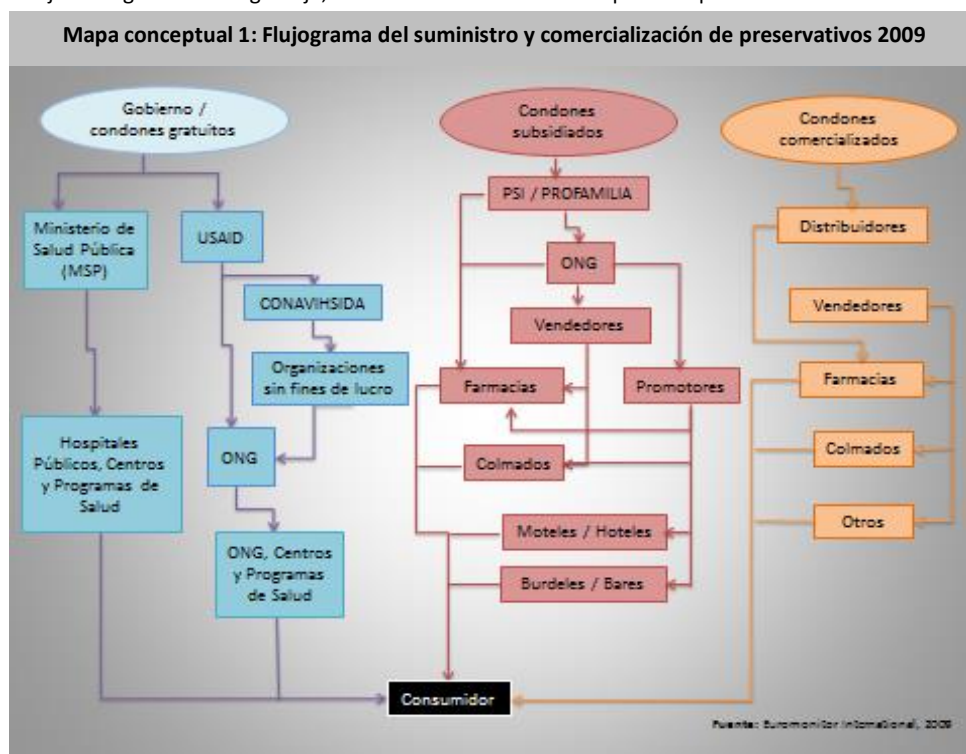 Mapa conceptual 1: Flujograma del suministro y comercialización de preservativos 2009
Gobierno /
condones gratuitos
Ministerio de
Salud Pública
(MSP)
USAID
CONAVIHSIDA
Organizaciones
sin fines de lucro
Hospitales
Públicos, Centros
y Programas de
Salud
ONG
ONG, Centros
y Programas
de Salud
Condones
subsidiados
PSI / PROFAMILIA
ONG
Vendedores
Farmacias
Promotores
Colmados
Moteles / Hoteles
Burdeles / Bares
Condones
comercializados
Distribuidores
Vendedores
Farmacias
Colmados
Otros
Consumidor
Fuente: Euromonitor International, 2009